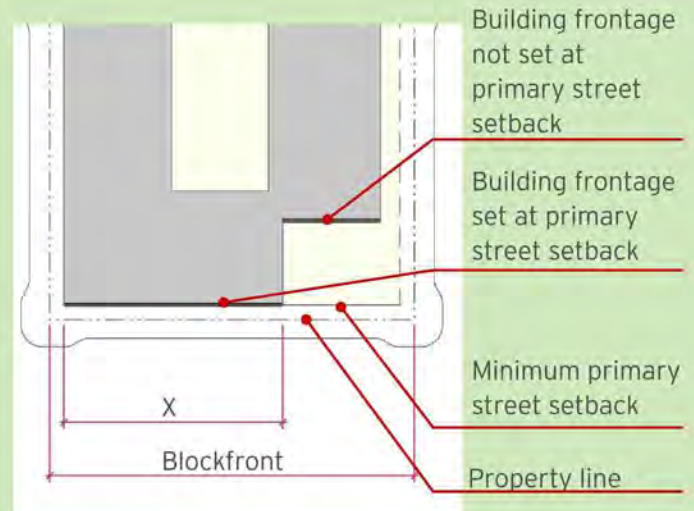 Building frontage
not set at
primary street
setback
Building frontage
set at primary
street setback
Minimum primary
street setback
Property line
X
Blockfront